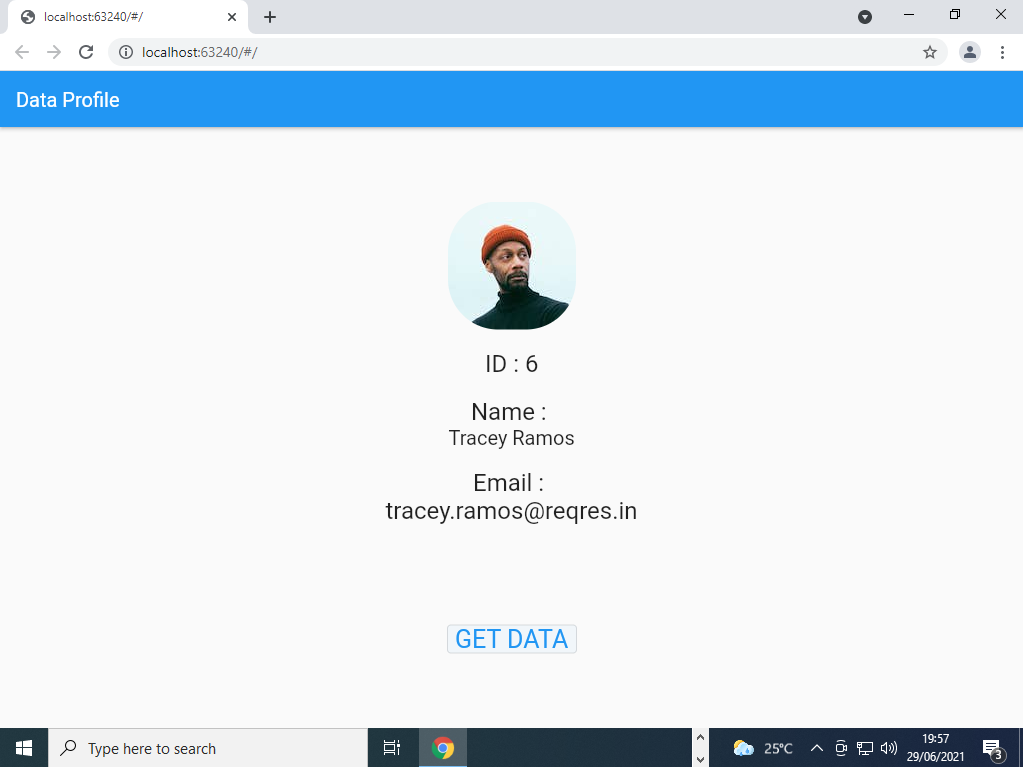 localhost:63240/#/
localhost:63240/#/
Data Profile
ID : 6
Name :
Tracey Ramos
Email :
tracey.ramos@reqres.in
GET DATA
Type here to search
25°C
19:57
29/06/2021
3